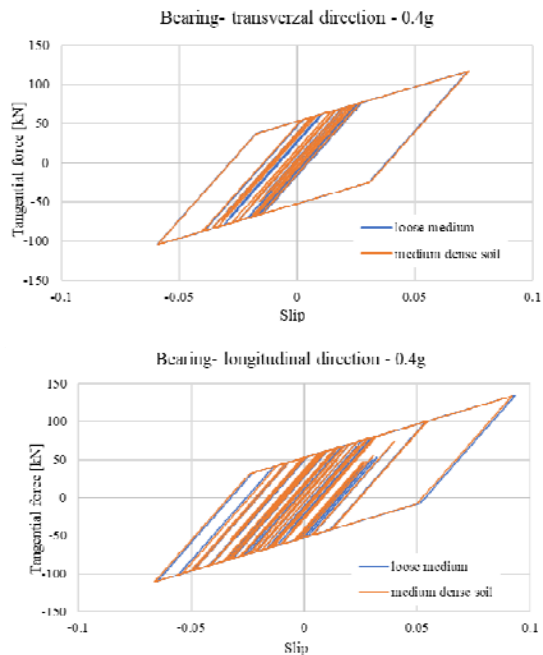 Bearing- transverzal direction - 0.4g
150
100
50
0
-50
-100
-150
Tangential force [kN]
loose medium
medium dense soil
-0.1 -0.05 0 0.05 0.1
Slip
Bearing- longitudinal direction - 0.4g
150
100
50
0
-50
-100
-150
Tangential force [kN]
loose medium
medium dense soil
-0.1 -0.05 0 0.05 0.1
Slip